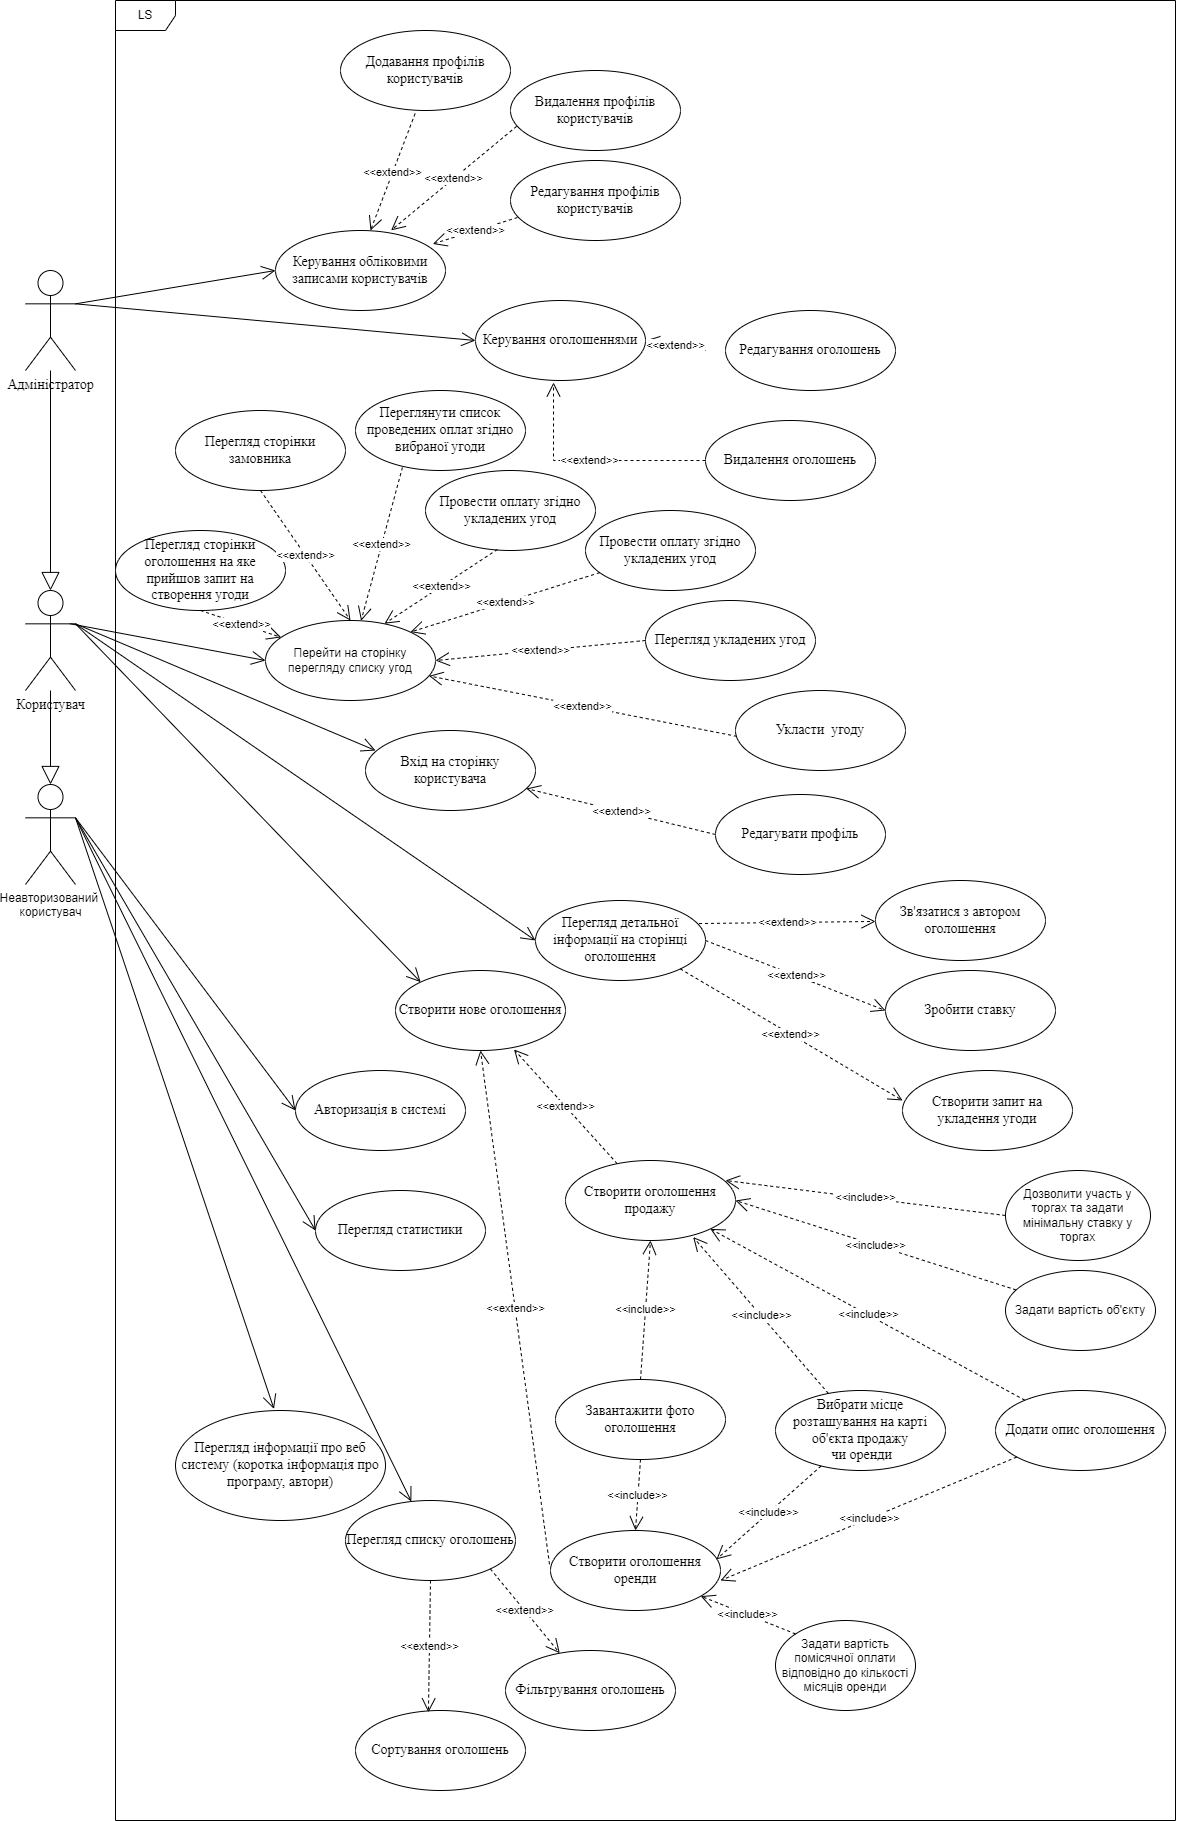 LS
Додавання профілів
користувачів
Видалення профілів
користувачів
<<extend>>
<<extend>>
Редагування профілів
користувачів
<<extend>>
Керування обліковими
записами користувачів
Керування оголошеннями
<<extend>>
Редагування оголошень
Адміністратор
Переглянути список
проведених оплат згідно
вибраної угоди
Перегляд сторінки
замовника
<<extend>>
Видалення оголошень
Провести оплату згідно
укладених угод
Провести оплату згідно
укладених угод
Перегляд сторінки
оголошення на яке
прийшов запит на
створення угоди
<<extend>>
<<extend>>
<<extend>>
<<extend>>
<<extend>>
Перейти на сторінку
перегляду списку угод
<<extend>>
Перегляд укладених угод
Користувач
<<extend>>
Укласти  угоду
Вхід на сторінку
користувача
<<extend>>
Редагувати профіль
Неавторизований
користувач
Перегляд детальної
інформації на сторінці
оголошення
<<extend>>
Зв'язатися з автором
оголошення
<<extend>>
Створити нове оголошення
Зробити ставку
<<extend>>
Авторизація в системі
<<extend>>
Створити запит на
укладення угоди
Створити оголошення
продажу
<<include>>
Дозволити участь у
торгах та задати
мінімальну ставку у
торгах
Перегляд статистики
<<include>>
<<extend>>
<<include>>
<<include>>
<<include>>
Задати вартість об'єкту
Завантажити фото
оголошення
Вибрати місце
розташування на карті
об'єкта продажу
чи оренди
Додати опис оголошення
Перегляд інформації про веб
систему (коротка інформація про
програму, автори)
<<include>>
<<include>>
<<include>>
Перегляд списку оголошень
Створити оголошення
оренди
<<extend>>
<<include>>
<<extend>>
Задати вартість
помісячної оплати
відповідно до кількості
місяців оренди
Фільтрування оголошень
Сортування оголошень